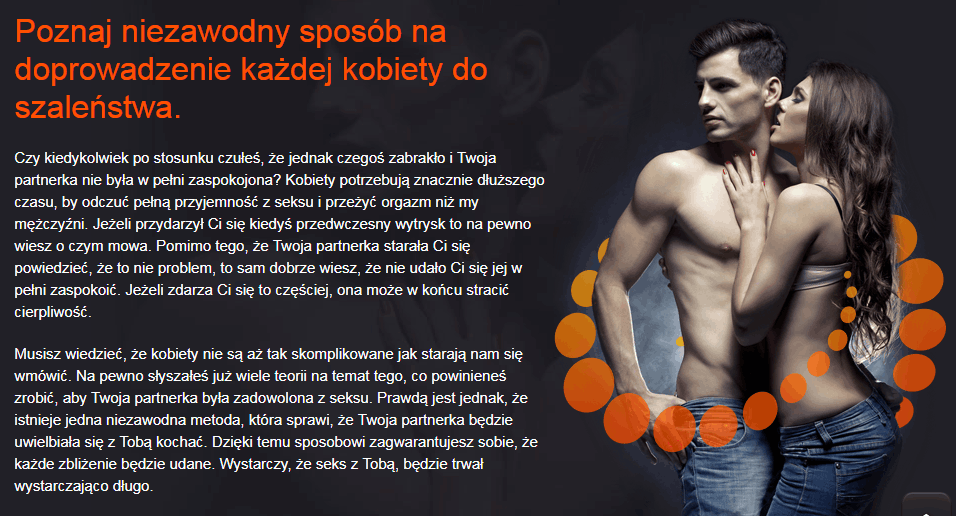 Poznaj niezawodny sposób na
doprowadzenie każdej kobiety do
szaleństwa.
Czy kiedykolwiek po stosunku czułeś, że jednak czegoś zabrakło i Twoja
partnerka nie była w pełni zaspokojona? Kobiety potrzebują znacznie dłuższego
czasu, by odczuć pełną przyjemność z seksu i przeżyć orgazm niż my
mężczyźni. Jeżeli przydarzył Ci się kiedyś przedwczesny wytrysk to na pewno
wiesz o czym mowa. Pomimo tego, że Twoja partnerka starała Ci się
powiedzieć, że to nie problem, to sam dobrze wiesz, że nie udało Ci się jej w
pełni zaspokoić. Jeżeli zdarza Ci się to częściej, ona może w końcu stracić
cierpliwość.
Musisz wiedzieć, że kobiety nie są aż tak skomplikowane jak starają nam się
wmówić. Na pewno słyszałeś już wiele teorii na temat tego, co powinieneś
zrobić, aby Twoja partnerka była zadowolona z seksu. Prawdą jest jednak, że
istnieje jedna niezawodna metoda, która sprawi, że Twoja partnerka będzie
uwielbiała się z Tobą kochać. Dzięki temu sposobowi zagwarantujesz sobie, że
każde zbliżenie będzie udane. Wystarczy, że seks z Tobą, będzie trwał
wystarczająco długo.